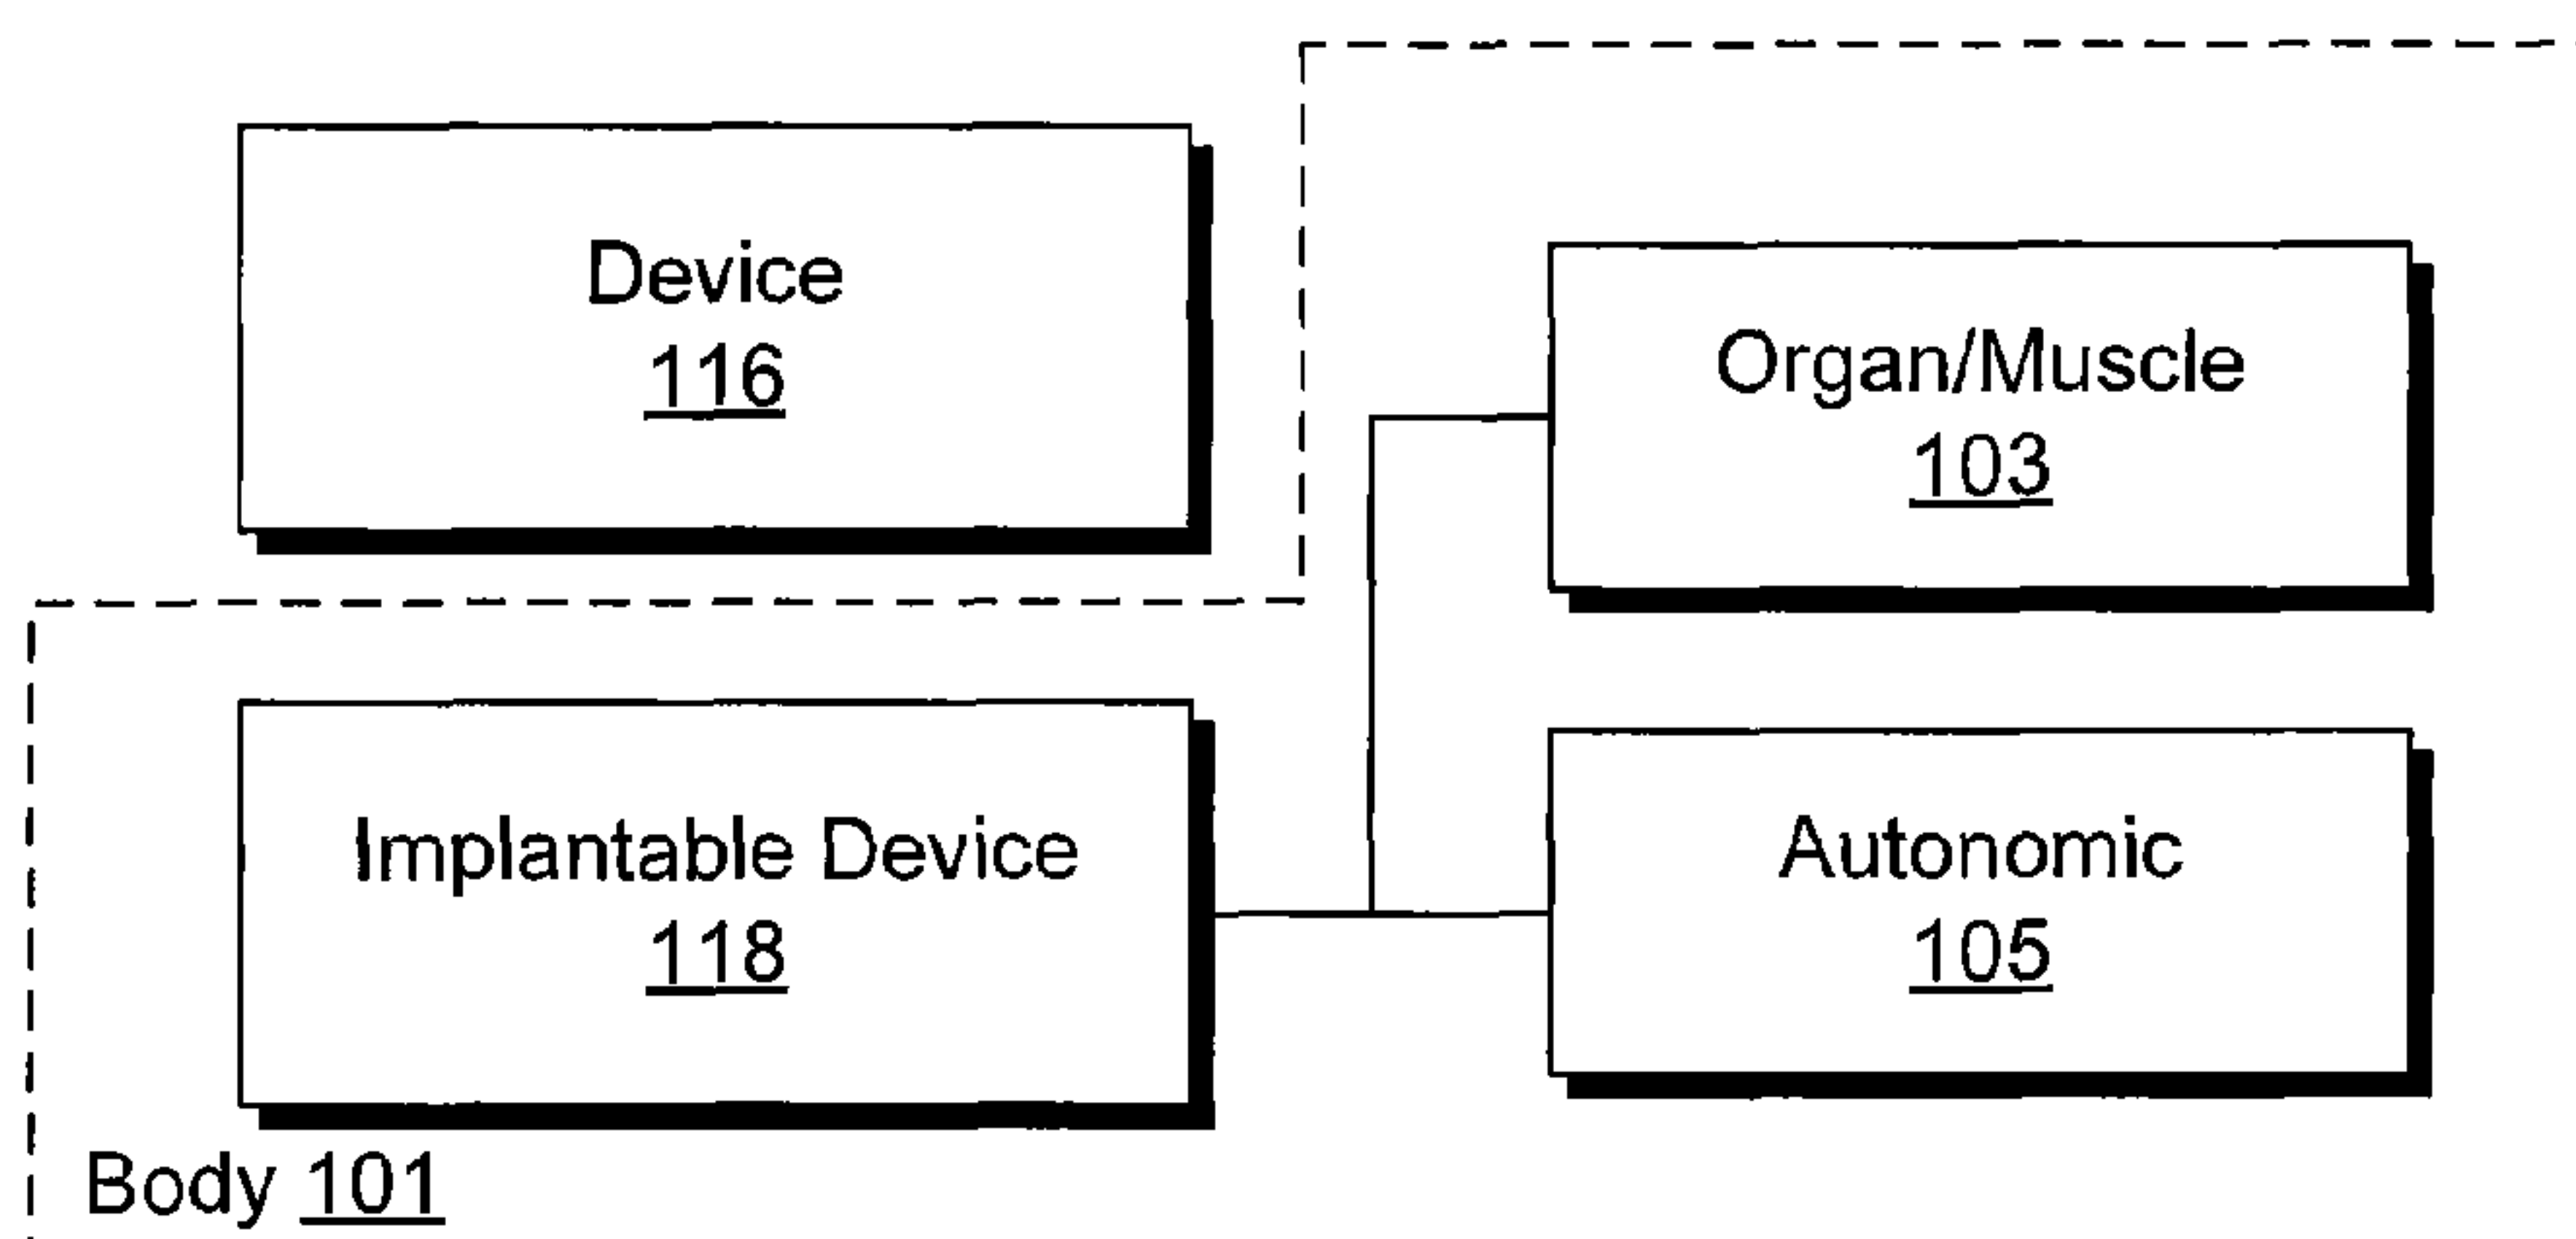 Device
116
Organ/Muscle
103
Implantable Device
118
Autonomic
105
Body 101